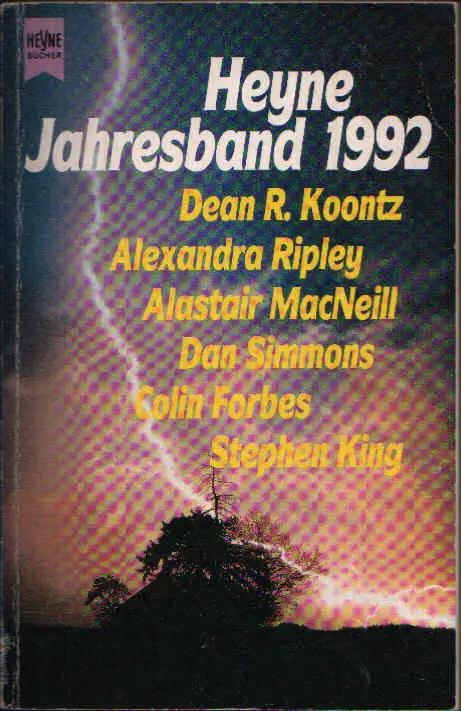 HEYNE
BÜCHER
Heyne
Jahresband 1992
Dean R. Koontz
Alexandra Ripley
Alastair MacNeill
Dan Simmons
Colin Forbes
Stephen King